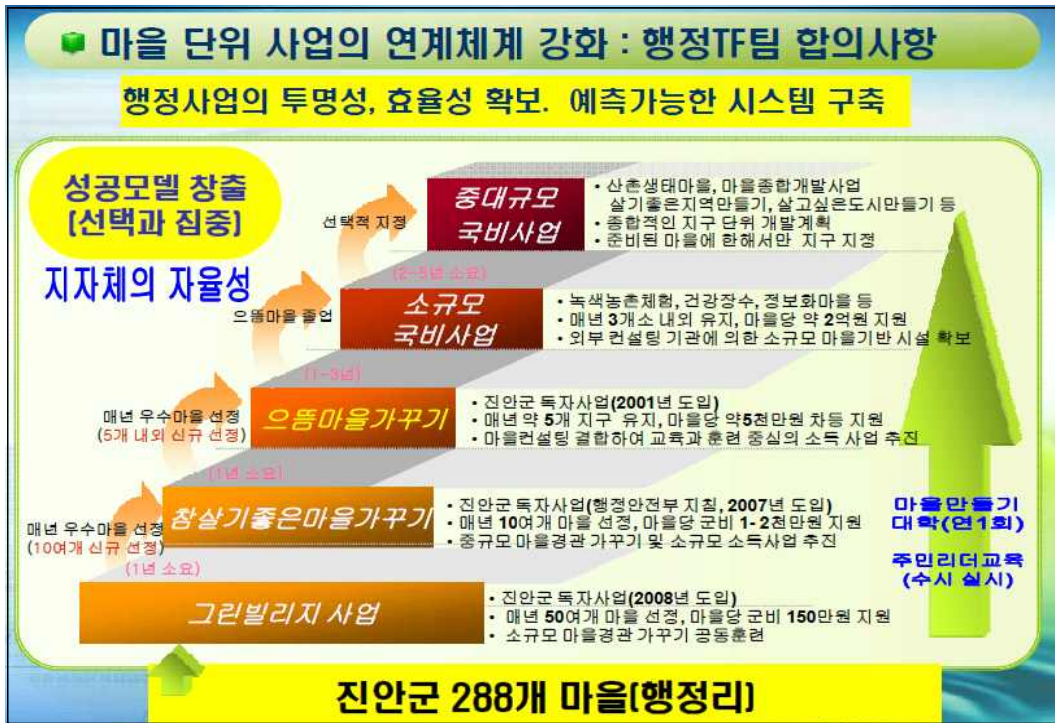 마을 단위 사업의 연계체계 강화 : 행정TF팀 합의사항
행정사업의 투명성, 효율성 확보. 예측가능한 시스템 구축
성공모델 창출
(선택과 집중)
지자체의 자율성
선택적 지정
중대규모
국비사업
• 산촌생태마을, 마을종합개발사업
살기좋은지역만들기, 살고싶은도시만들기 등
• 종합적인 지구 단위 개발계획
• 준비된 마을에 한해서만 지구 지정
(2-5년 소요)
으뜸마을 졸업
소규모
국비사업
• 녹색농촌체험, 건강장수, 정보화마을 등
• 매년 3개소 내외 유지, 마을당 약 2억원 지원
• 외부 컨설팅 기관에 의한 소규모 마을기반 시설 확보
(1-3년)
매년 우수마을 선정
(5개 내외 신규 선정)
으뜸마을가꾸기
• 진안군 독자사업(2001년 도입)
• 매년 약 5개 지구 유지, 마을당 약5천만원 차등 지원
• 마을컨설팅 결합하여 교육과 훈련 중심의 소득 사업 추진
(1년 소요)
매년 우수마을 선정
(10여개 신규 선정)
참살기좋은마을가꾸기
• 진안군 독자사업(행정안전부 지침, 2007년 도입)
• 매년 10여개 마을 선정, 마을당 군비 1- 2천만원 지원
• 중규모 마을경관 가꾸기 및 소규모 소득사업 추진
(1년 소요)
그린빌리지 사업
• 진안군 독자사업(2008년 도입)
• 매년 50여개 마을 선정, 마을당 군비 150만원 지원
• 소규모 마을경관 가꾸기 공동훈련
마을만들기
대학(연1회)
주민리더교육
(수시 실시)
진안군 288개 마을(행정리)